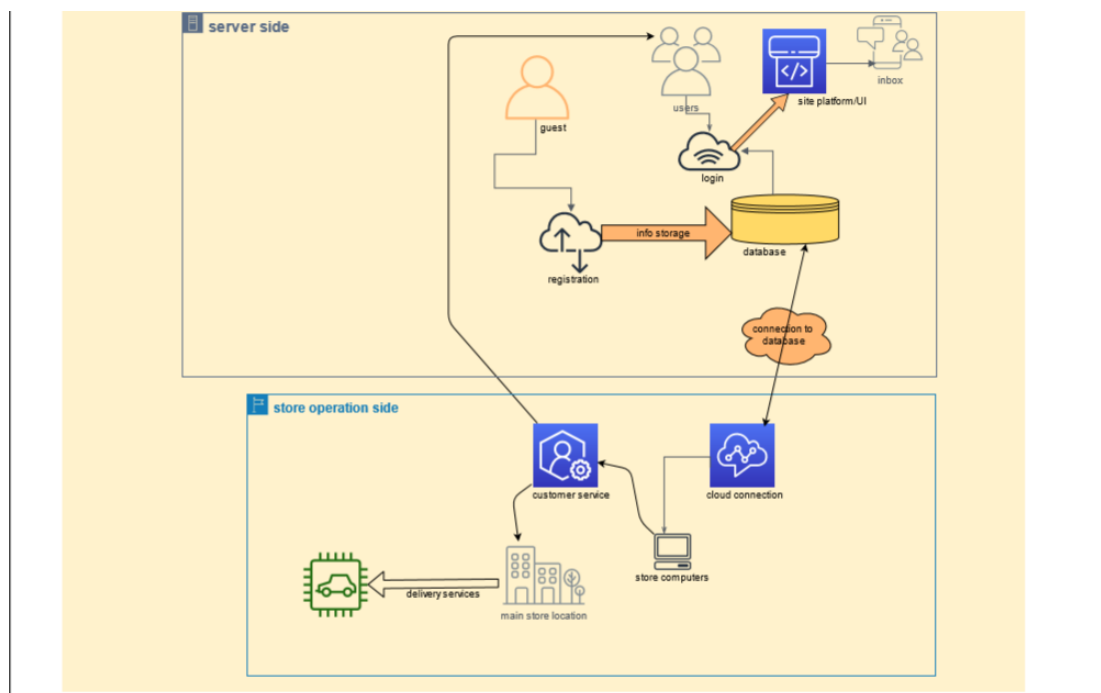 server side
inbox
site platform/UI
users
guest
login
info storage
database
registration
connection to
database
store operation side
customer service
cloud connection
store computers
delivery services
main store location